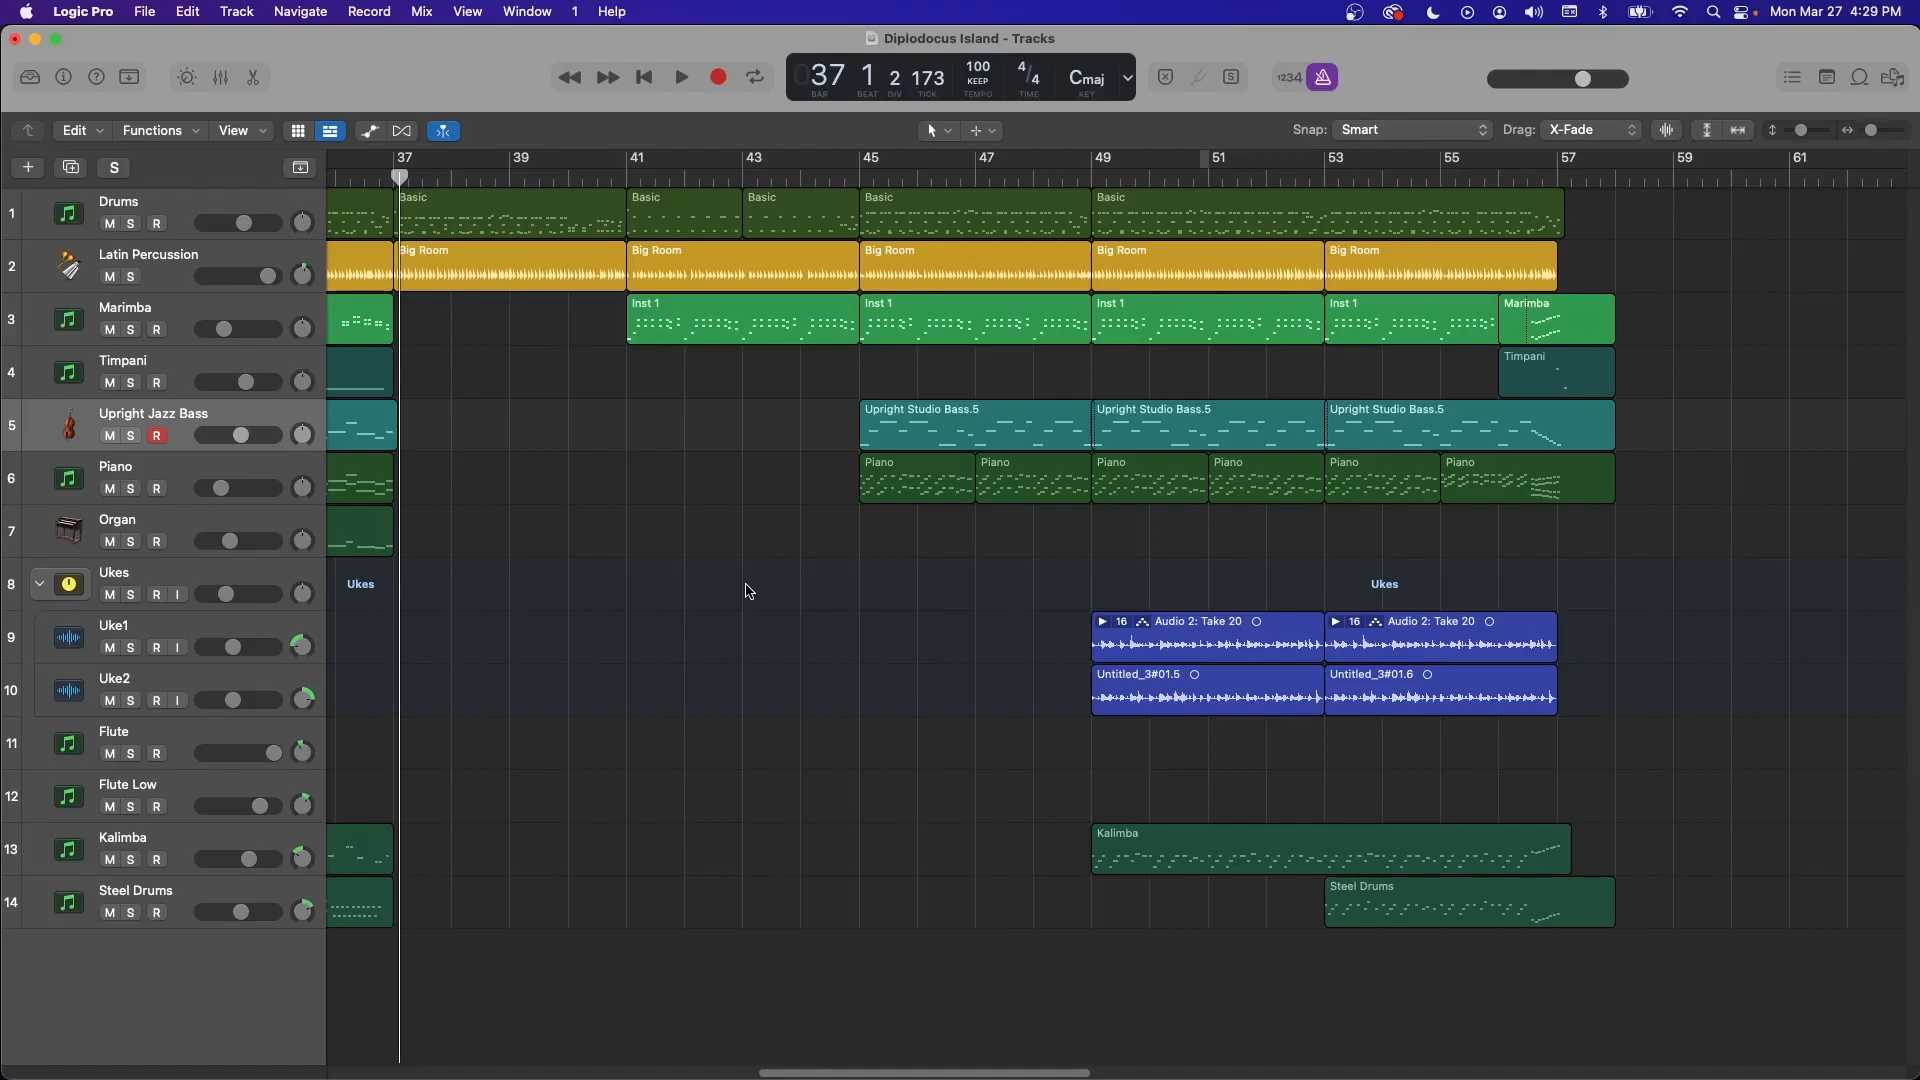 Logic Pro File Edit Track Navigate Record Mix View Window 1 Help Mon Mar 27 4:29 PM
Diplodocus Island - Tracks
37 1 2 173 100 KEEP 4/4 Cmaj
BAR BEAT DIV TICK TEMPO TIME KEY
S 1234
Edit Functions View Snap: Smart Drag: X-Fade
S 37 39 41 43 45 47 49 51 53 55 57 59 61
1 Drums Basic Basic Basic Basic Basic
M S R
2 Latin Percussion Big Room Big Room Big Room Big Room Big Room
M S
3 Marimba Inst 1 Inst 1 Inst 1 Inst 1 Marimba
M S R
4 Timpani Timpani
M S R
5 Upright Jazz Bass Upright Studio Bass.5 Upright Studio Bass.5 Upright Studio Bass.5
M S R
6 Piano Piano Piano Piano Piano Piano Piano
M S R
7 Organ
M S R
8 Ukes Ukes Ukes
M S R I
9 Uke1 16 Audio 2: Take 20 16 Audio 2: Take 20
M S R I
10 Uke2 Untitled_3#01.5 Untitled_3#01.6
M S R I
11 Flute
M S R
12 Flute Low
M S R
13 Kalimba Kalimba
M S R
14 Steel Drums Steel Drums
M S R